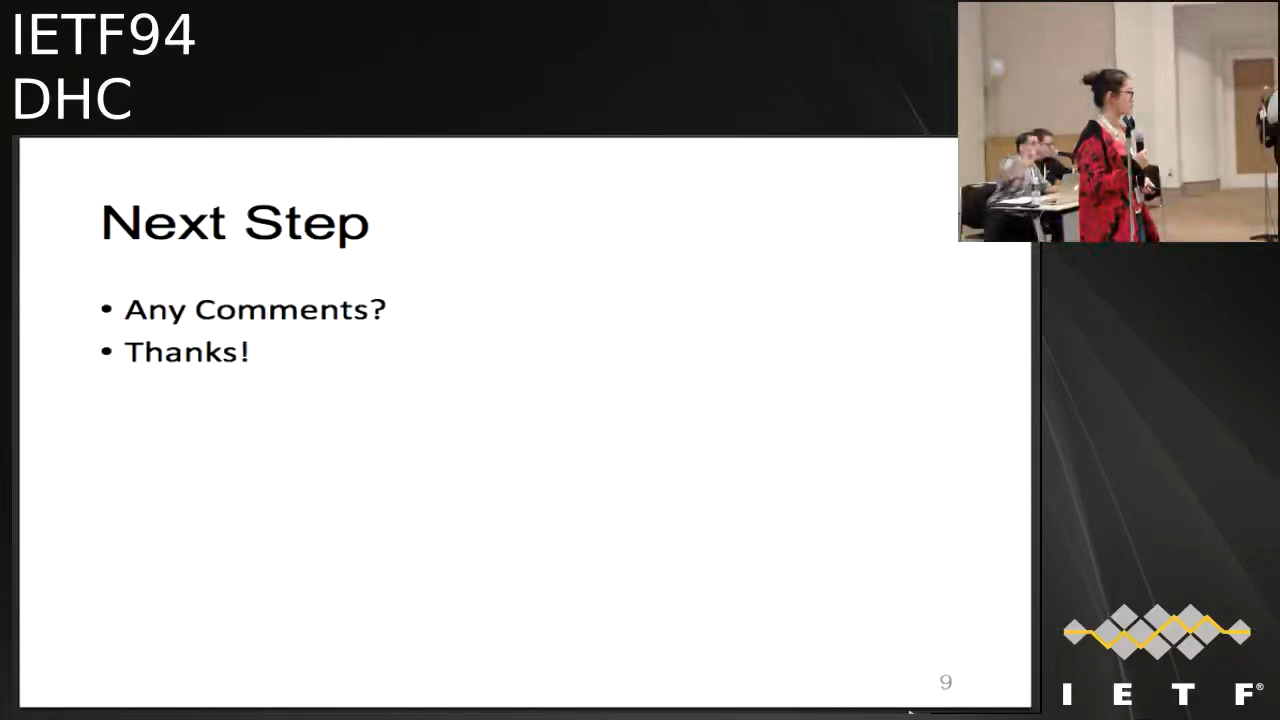 IETF94
DHC
Next Step
• Any Comments?
• Thanks!
9
I E T F®